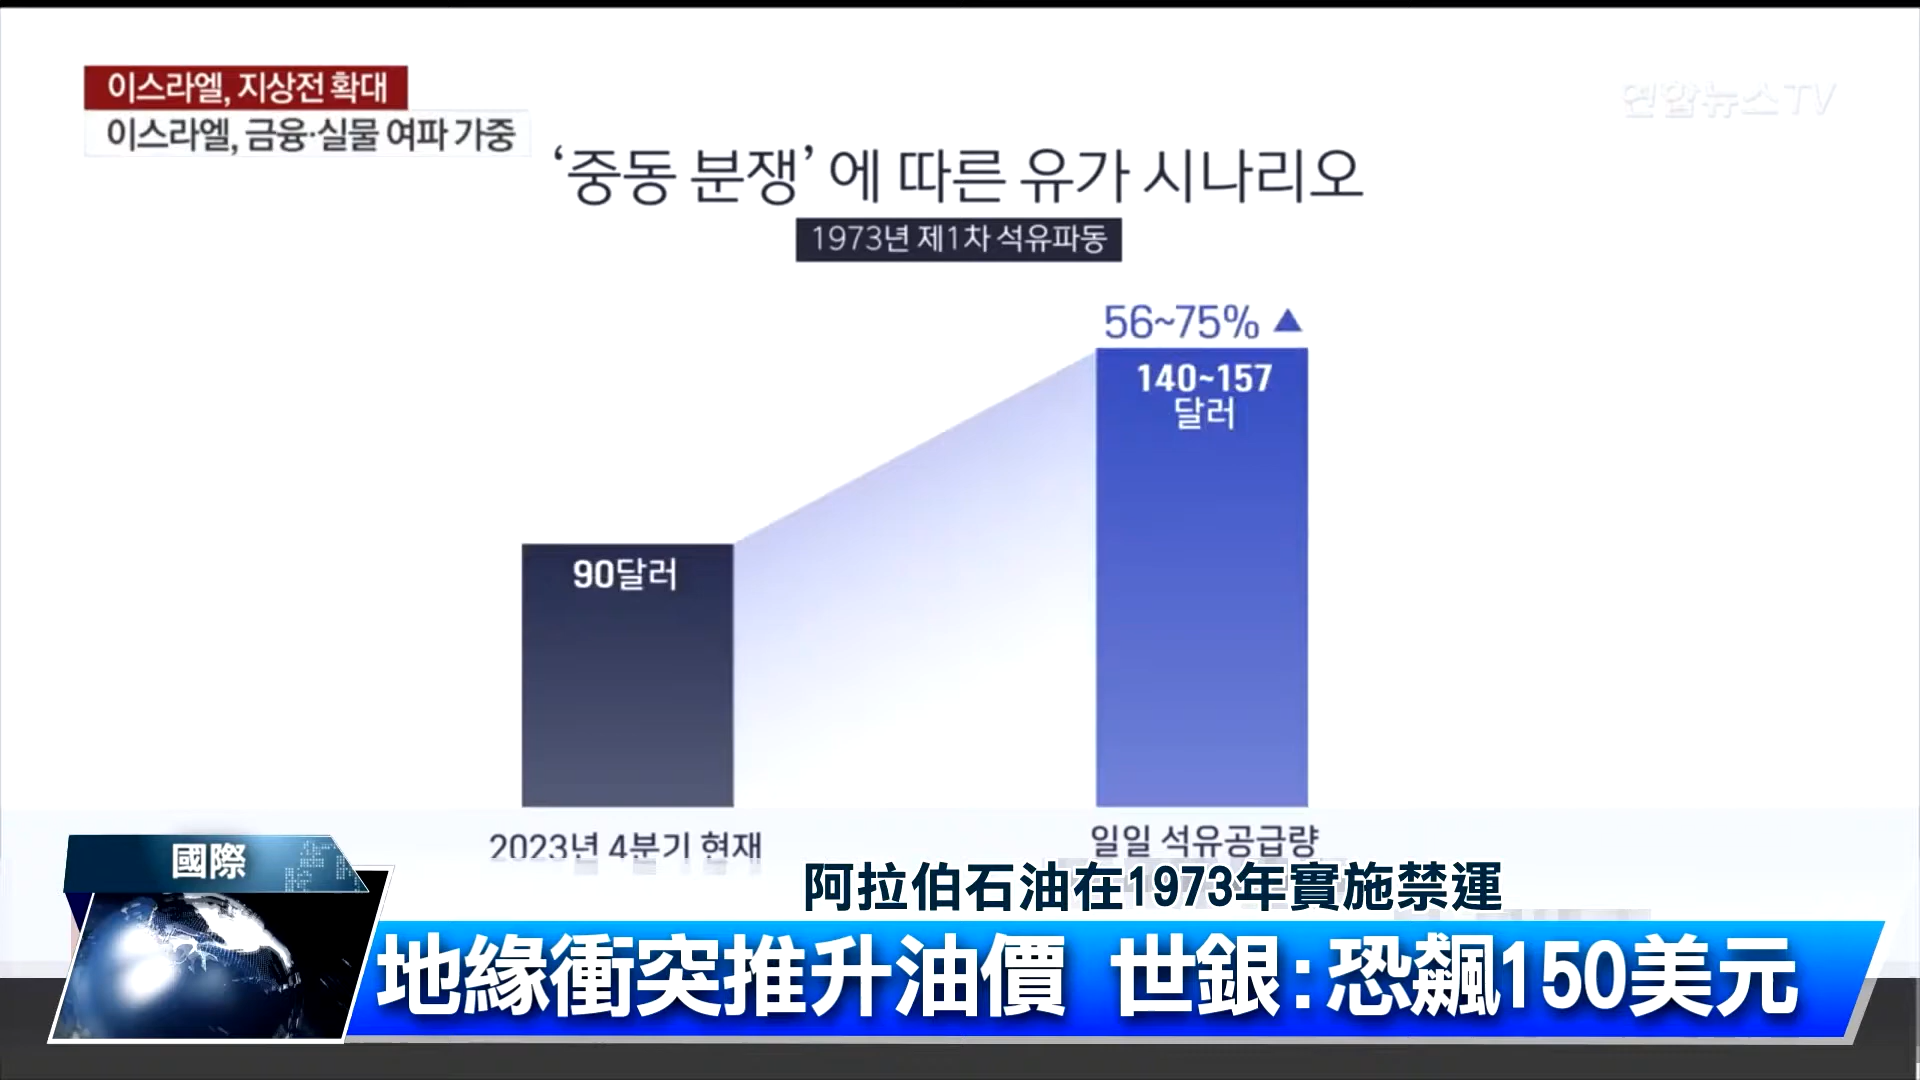 이스라엘, 지상전 확대
이스라엘, 금융·실물 여파 가중
연합뉴스TV
‘중동 분쟁’에 따른 유가 시나리오
1973년 제1차 석유파동
56~75% ▲
140~157
달러
90달러
2023년 4분기 현재
일일 석유공급량
國際
阿拉伯石油在1973年實施禁運
地緣衝突推升油價 世銀:恐飆150美元